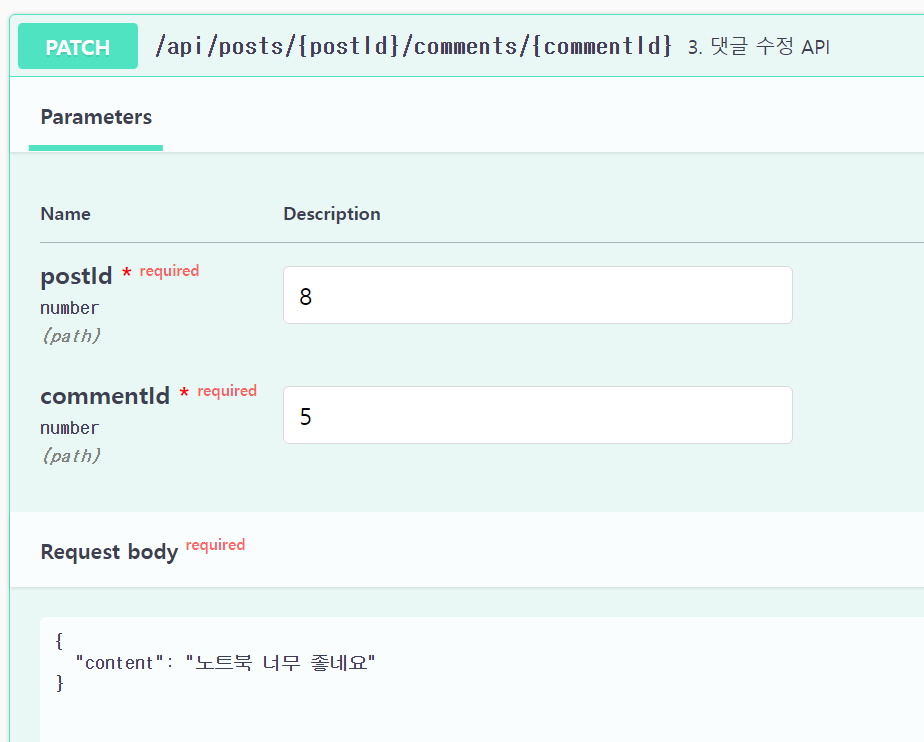 PATCH /api/posts/{postId}/comments/{commentId} 3. 댓글 수정 API
Parameters
Name Description
postId * required
number
(path)
8
commentId * required
number
(path)
5
Request body required
{
  "content": "노트북 너무 좋네요"
}